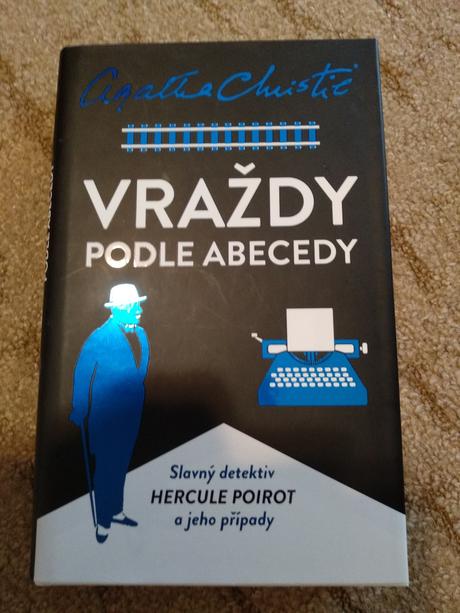 Agatha Christie
VRAŽDY
PODLE ABECEDY
Slavný detektiv
HERCULE POIROT
a jeho případy